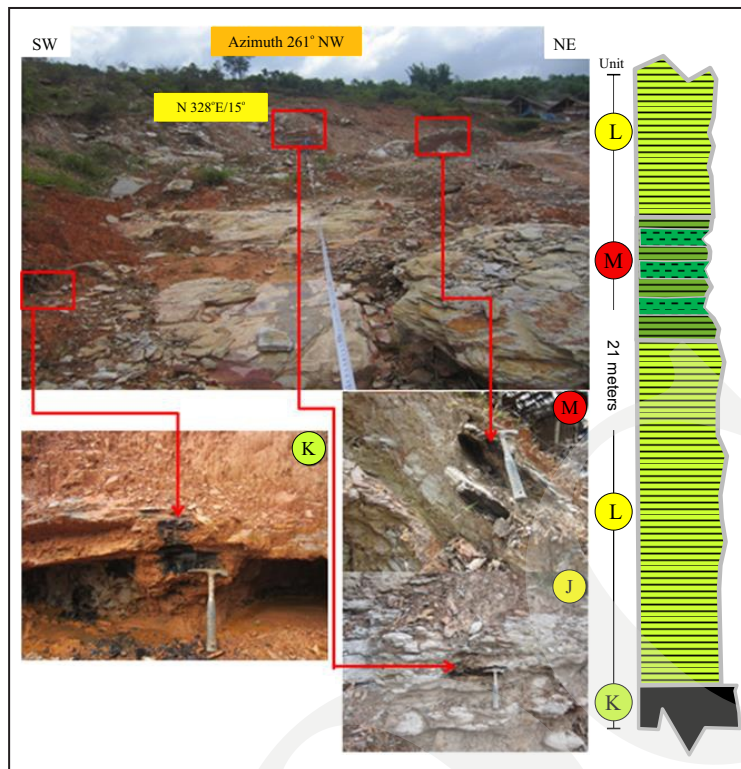 SW
Azimuth 261° NW
NE
N 328°E/15°
Unit
L
M
21 meters
M
K
L
J
K